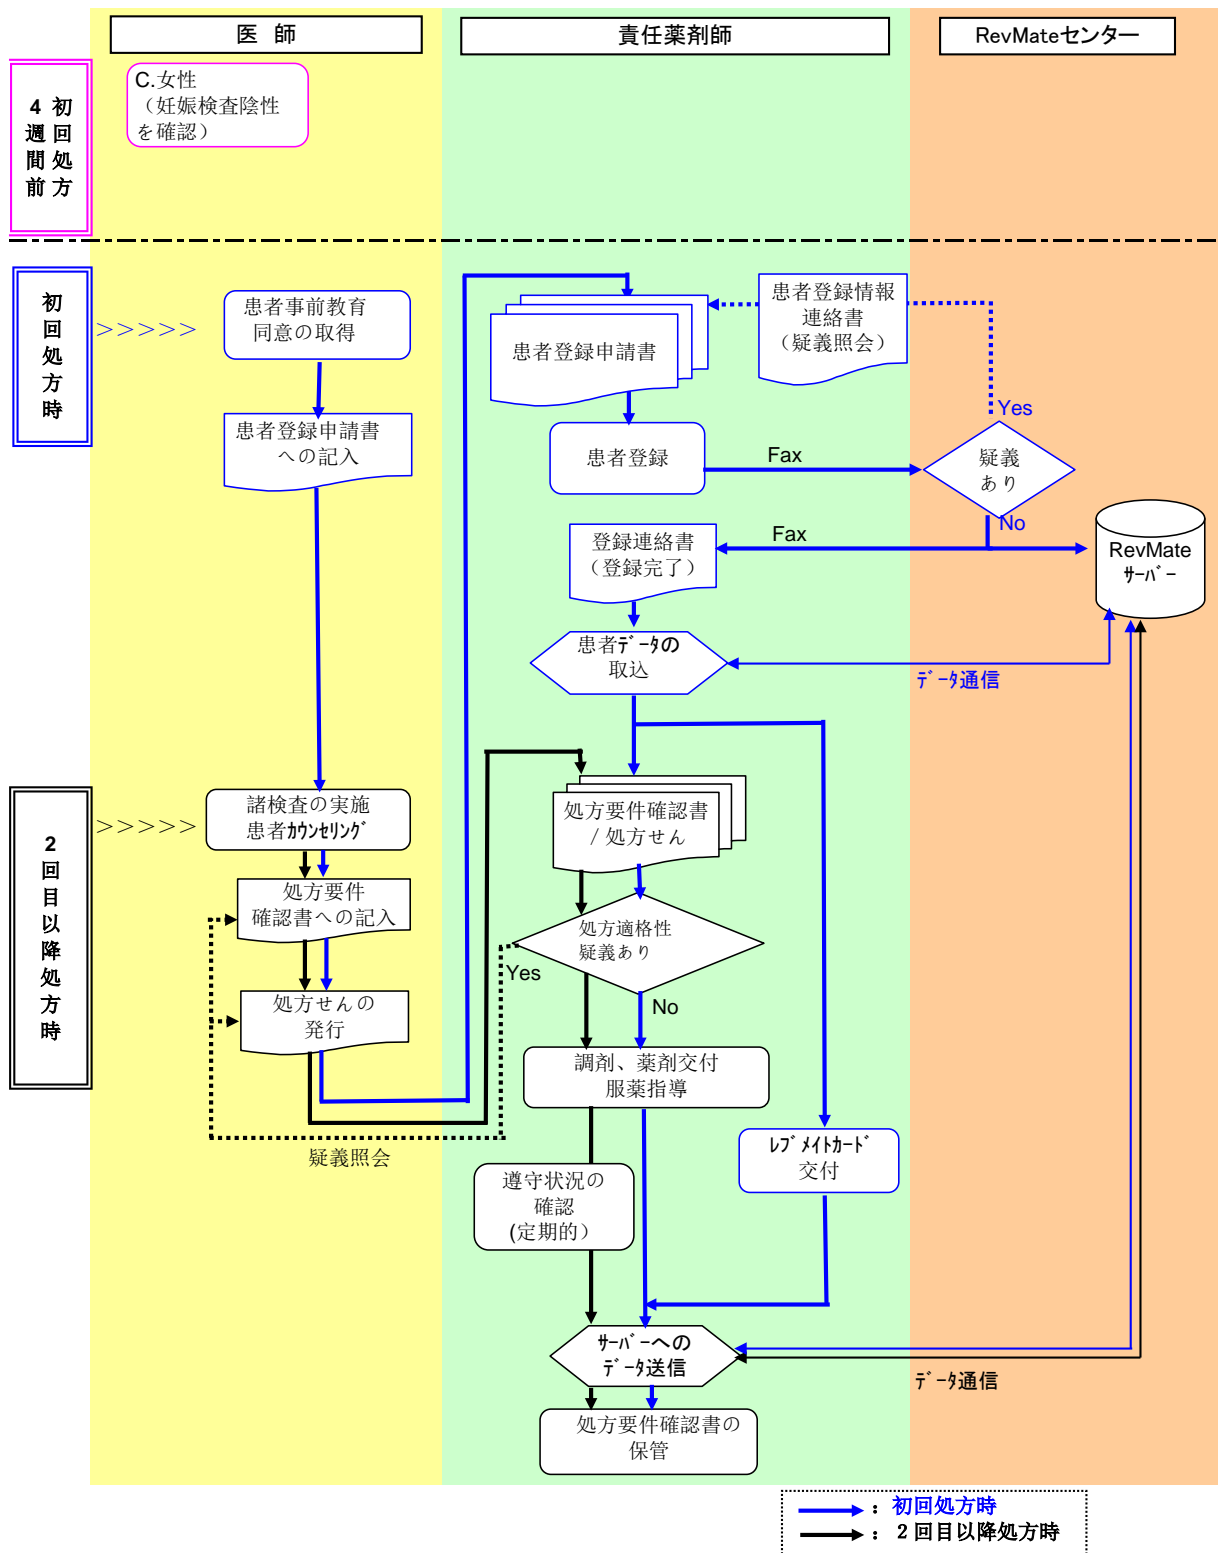 医 師
責任薬剤師
RevMateセンター
初回処方
4週間前
C.女性
（妊娠検査陰性
を確認）
初回処方時
>>>>>
患者事前教育
同意の取得
患者登録申請書
への記入
患者登録申請書
患者登録情報
連絡書
（疑義照会）
患者登録
Fax
Yes
疑義
あり
No
Fax
登録連絡書
（登録完了）
RevMate
ｻｰﾊﾞｰ
患者ﾃﾞｰﾀの
取込
ﾃﾞｰﾀ通信
2回目以降処方時
>>>>>
諸検査の実施
患者ｶｳﾝｾﾘﾝｸﾞ
処方要件
確認書への記入
処方せんの
発行
処方要件確認書
/ 処方せん
処方適格性
疑義あり
Yes
No
調剤、薬剤交付
服薬指導
疑義照会
遵守状況の
確認
(定期的）
ﾚﾌﾞﾒｲﾄｶｰﾄﾞ
交付
ｻｰﾊﾞｰへの
ﾃﾞｰﾀ送信
ﾃﾞｰﾀ通信
処方要件確認書の
保管
： 初回処方時
： 2回目以降処方時